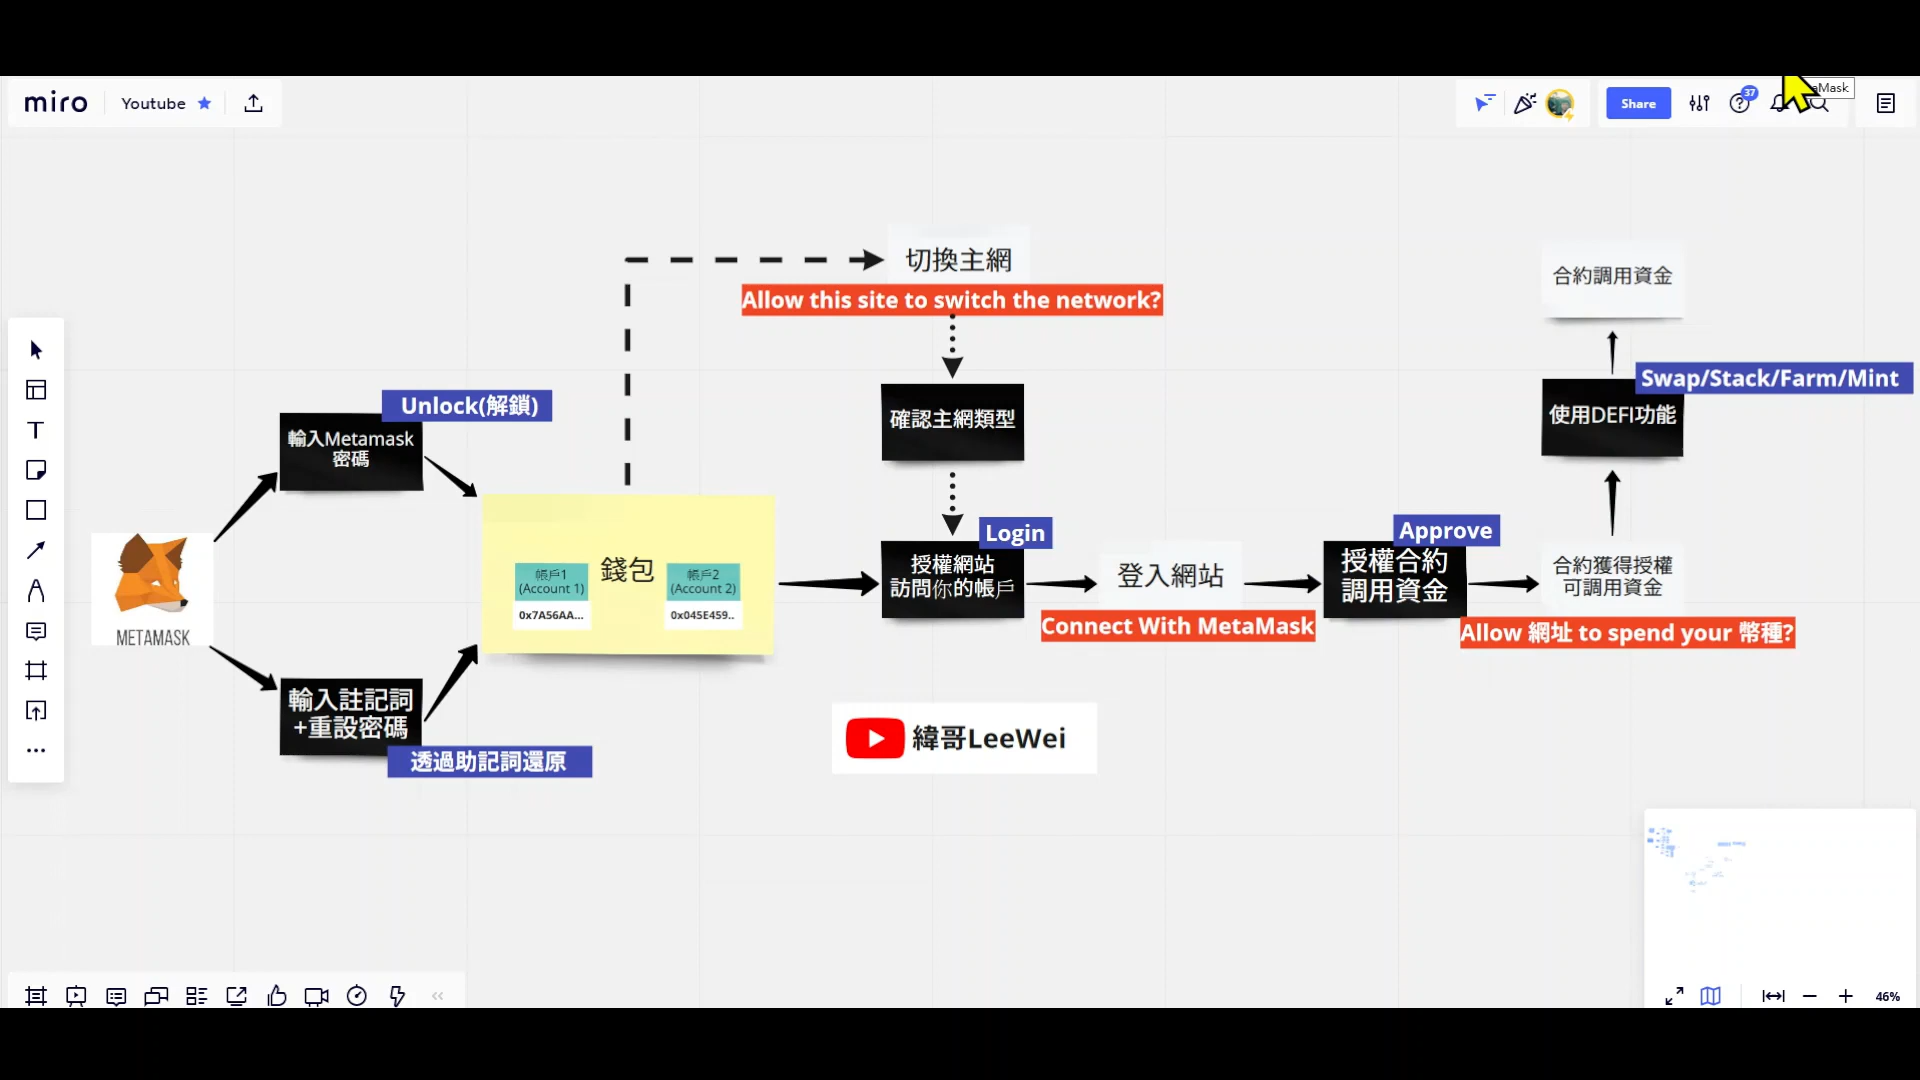 miro
Youtube
Share
37
aMask
切換主網
Allow this site to switch the network?
合約調用資金
Swap/Stack/Farm/Mint
Unlock(解鎖)
輸入Metamask
密碼
確認主網類型
使用DEFI功能
錢包
帳戶1
(Account 1)
0x7A56AA...
帳戶2
(Account 2)
0x045E459..
Login
授權網站
訪問你的帳戶
登入網站
Connect With MetaMask
Approve
授權合約
調用資金
合約獲得授權
可調用資金
Allow 網址 to spend your 幣種?
METAMASK
輸入註記詞
+重設密碼
透過助記詞還原
緯哥LeeWei
46%